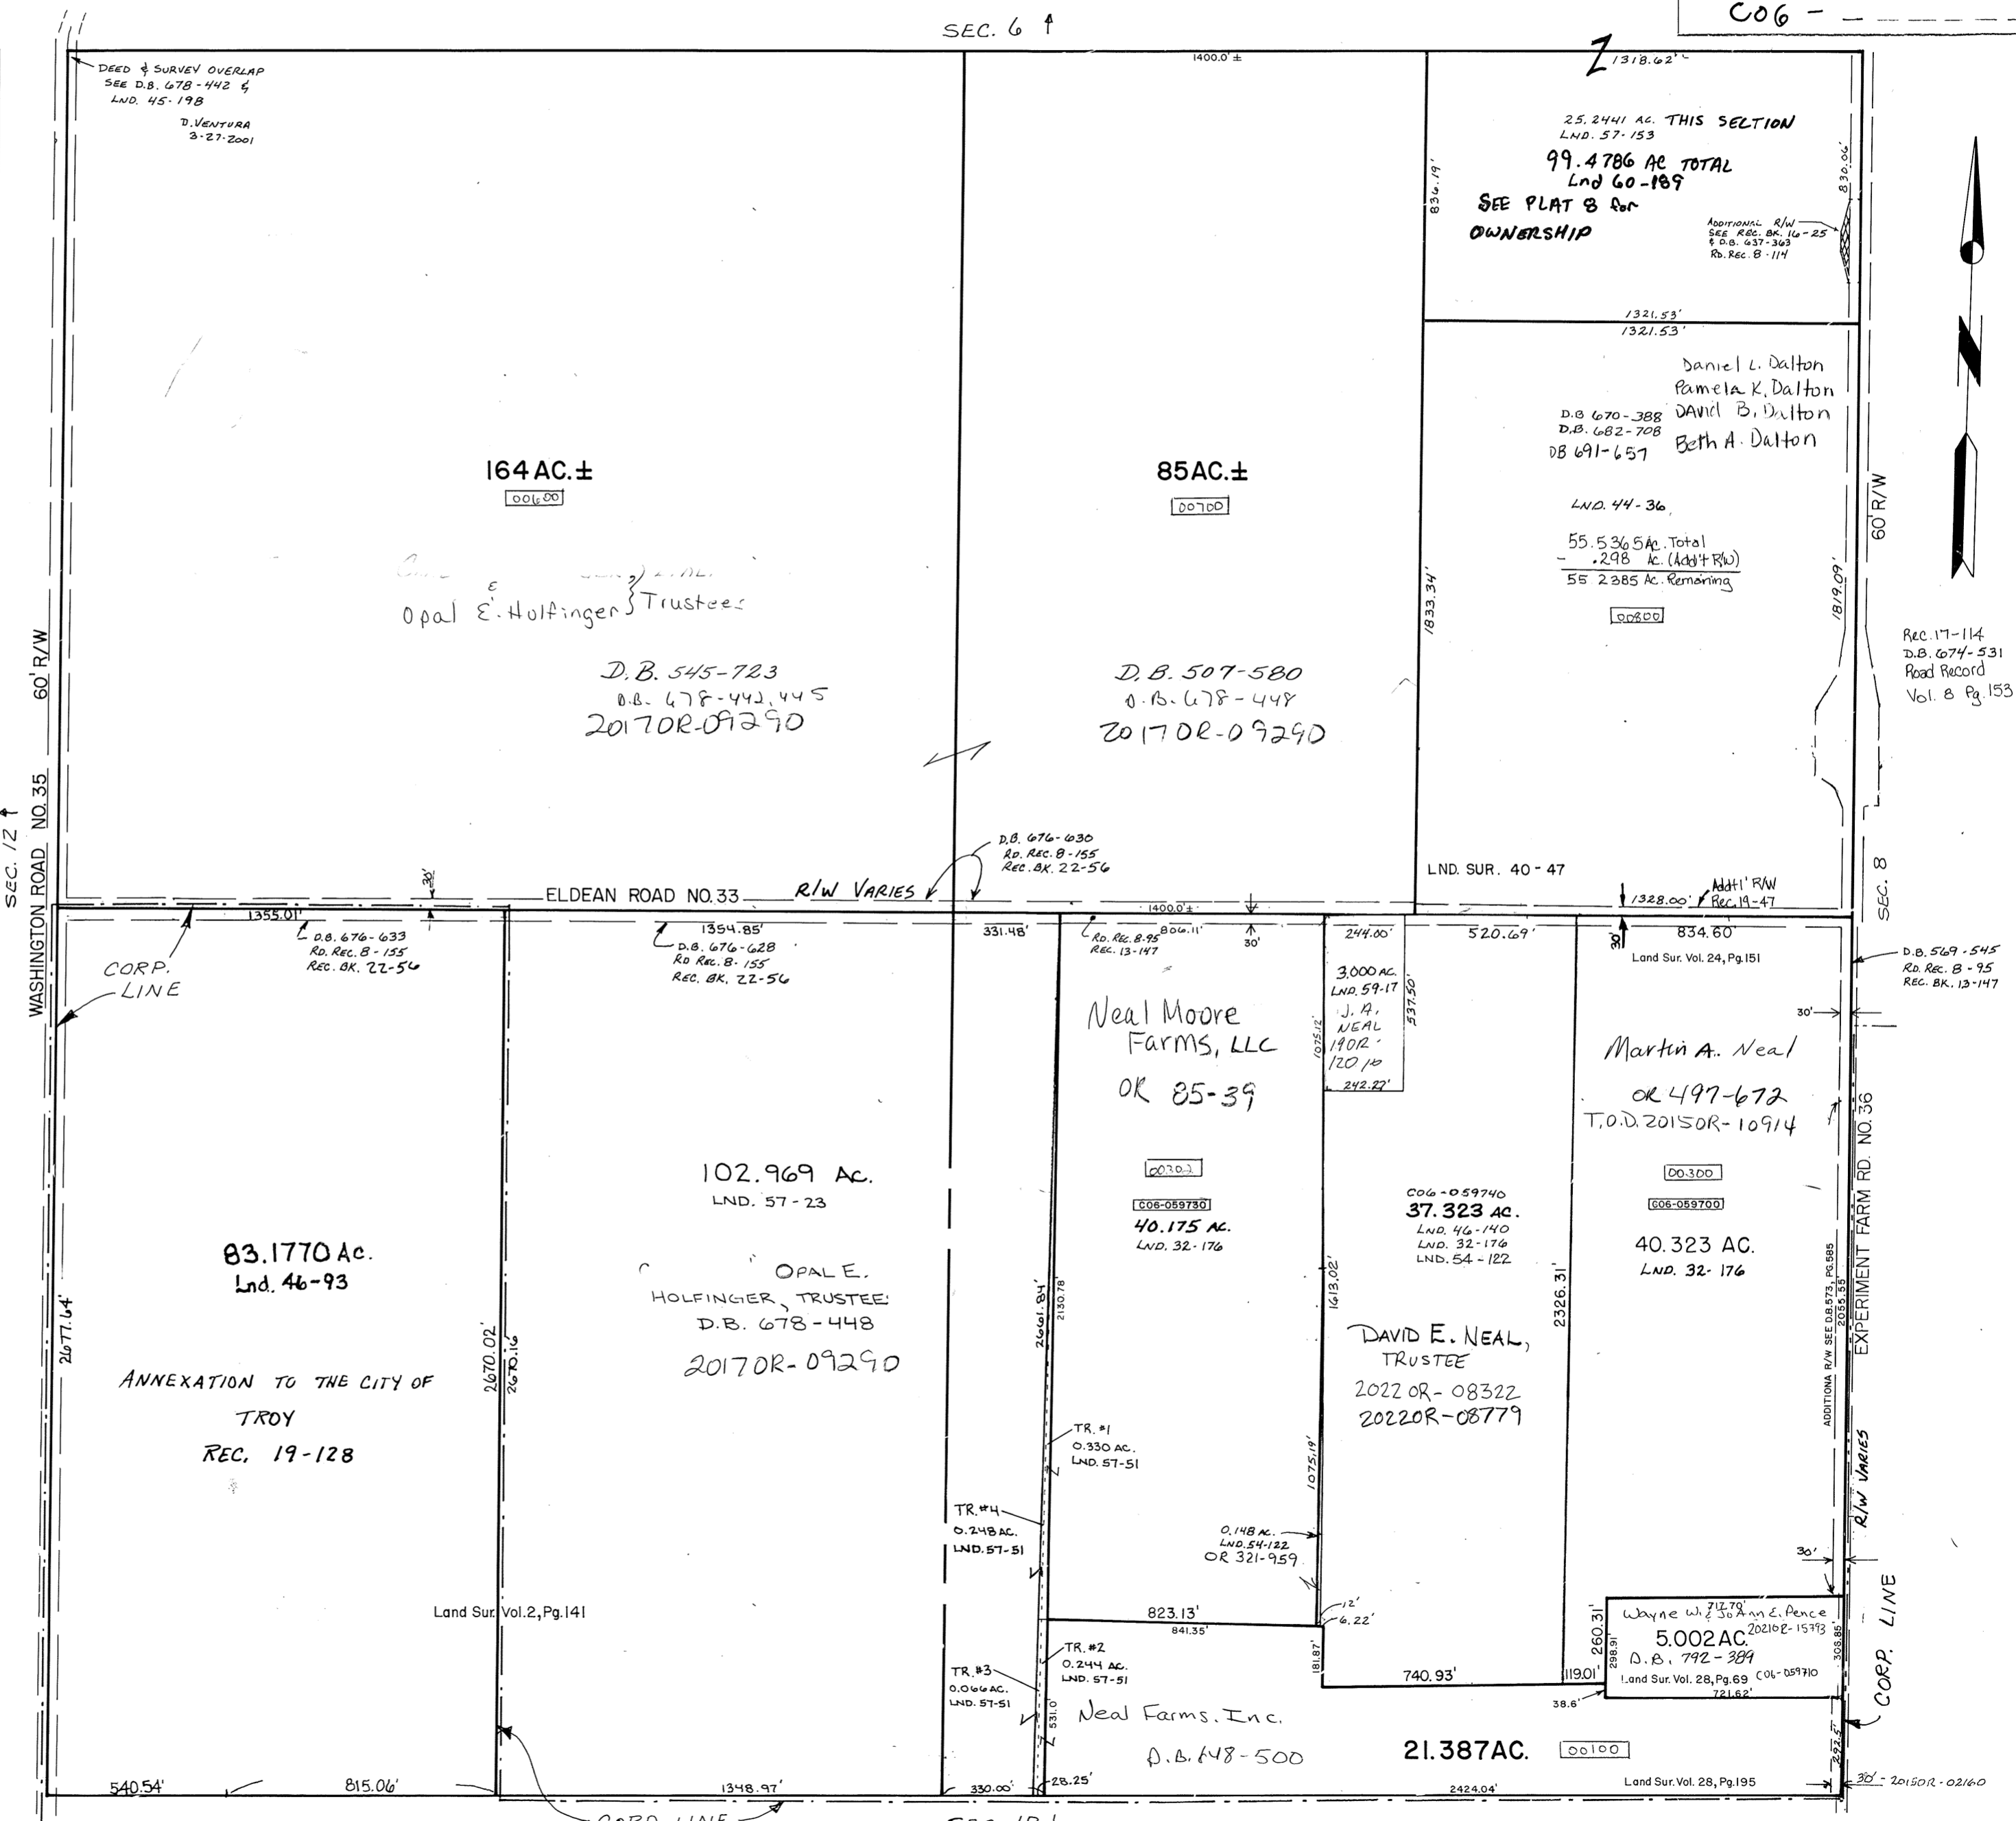 C06 -
SEC. 6
DEED & SURVEY OVERLAP
SEE D.B. 678-442 &
LND. 45-198
D. VENTURA
3-27-2001
1400.0' ±
1318.62'
25.2441 AC. THIS SECTION
LND. 57-153
99.4786 AC TOTAL
Lnd 60-189
SEE PLAT 8 for
OWNERSHIP
836.19'
830.06'
ADDITIONAL R/W
SEE REC. BK. 16-25
& D.B. 637-363
RD. REC. 8-114
N
1321.53'
1321.53'
Daniel L. Dalton
Pamela K. Dalton
DAvid B. Dalton
Beth A. Dalton
D.B 670-388
D.B. 682-708
DB 691-657
LND. 44-36
55.5365 Ac. Total
- .298 Ac. (Add't R/W)
55 2385 Ac. Remaining
00800
1833.34'
1819.09'
60' R/W
Rec. 17-114
D.B. 674-531
Road Record
Vol. 8 Pg. 153
164 AC. ±
00600
&
Opal E. Holfinger } Trustees
D.B. 545-723
D.B. 678-442, 445
2017OR-09290
85 AC. ±
00700
D.B. 507-580
D.B. 678-448
2017OR-09290
60' R/W
WASHINGTON ROAD NO. 35
SEC. 12
D.B. 676-630
RD. REC. 8-155
REC. BK. 22-56
LND. SUR. 40 - 47
SEC. 8
30'
ELDEAN ROAD NO. 33
R/W VARIES
1328.00'
Addt'l R/W
Rec. 19-47
1355.01'
1354.85'
331.48'
1400.0' ±
806.11'
30'
244.00'
520.69'
30'
834.60'
D.B. 676-633
RD. REC. 8-155
REC. BK. 22-56
D.B. 676-628
RD REC. 8-155
REC. BK. 22-56
RD. REC. 8-95
REC. 13-147
Land Sur. Vol. 24, Pg. 151
D.B. 569-545
RD. REC. 8-95
REC. BK. 13-147
CORP.
LINE
3.000 AC.
LND. 59-17
J. A.
NEAL
537.50'
1075.12'
242.27'
30'
Neal Moore
Farms, LLC
OR 85-39
00302
C06-059730
40.175 AC.
LND. 32-176
Martin A. Neal
OR 497-672
T.O.D. 2015OR-10914
00300
C06-059700
40.323 AC.
LND. 32-176
EXPERIMENT FARM RD. NO. 36
102.969 AC.
LND. 57-23
OPAL E.
HOLFINGER, TRUSTEE
D.B. 678-448
2017OR-09290
C06-059740
37.323 AC.
LND. 46-140
LND. 32-176
LND. 54-122
DAVID E. NEAL,
TRUSTEE
2022OR-08322
2022OR-08779
83.1770 AC.
Lnd. 46-93
ANNEXATION TO THE CITY OF
TROY
REC. 19-128
2677.64'
2670.02'
2670.16'
2661.84'
2130.78'
1613.02'
2326.31'
2055.55'
ADDITIONA R/W SEE D.B. 573, PG. 585
R/W VARIES
TR. #1
0.330 AC.
LND. 57-51
1075.19'
TR. #4
0.248 AC.
LND. 57-51
0.148 AC.
LND. 54-122
OR 321-959
30'
CORP. LINE
Land Sur. Vol. 2, Pg. 141
823.13'
841.35'
12'
6.22'
181.87'
TR. #2
0.244 AC.
LND. 57-51
TR. #3
0.066 AC.
LND. 57-51
531.0'
740.93'
119.01'
260.31'
298.91'
38.6'
712.79'
Wayne W. & JoAnn E. Pence
2021OR-15793
5.002 AC.
D.B. 792-389
Land Sur. Vol. 28, Pg. 69
C06-059710
721.62'
308.85'
Neal Farms, Inc.
D.B. 648-500
21.387 AC.
00100
292.5'
540.54'
815.06'
1348.97'
330.00'
28.25'
2424.04'
Land Sur. Vol. 28, Pg. 195
30' - 2015OR-02160
CORP. LINE